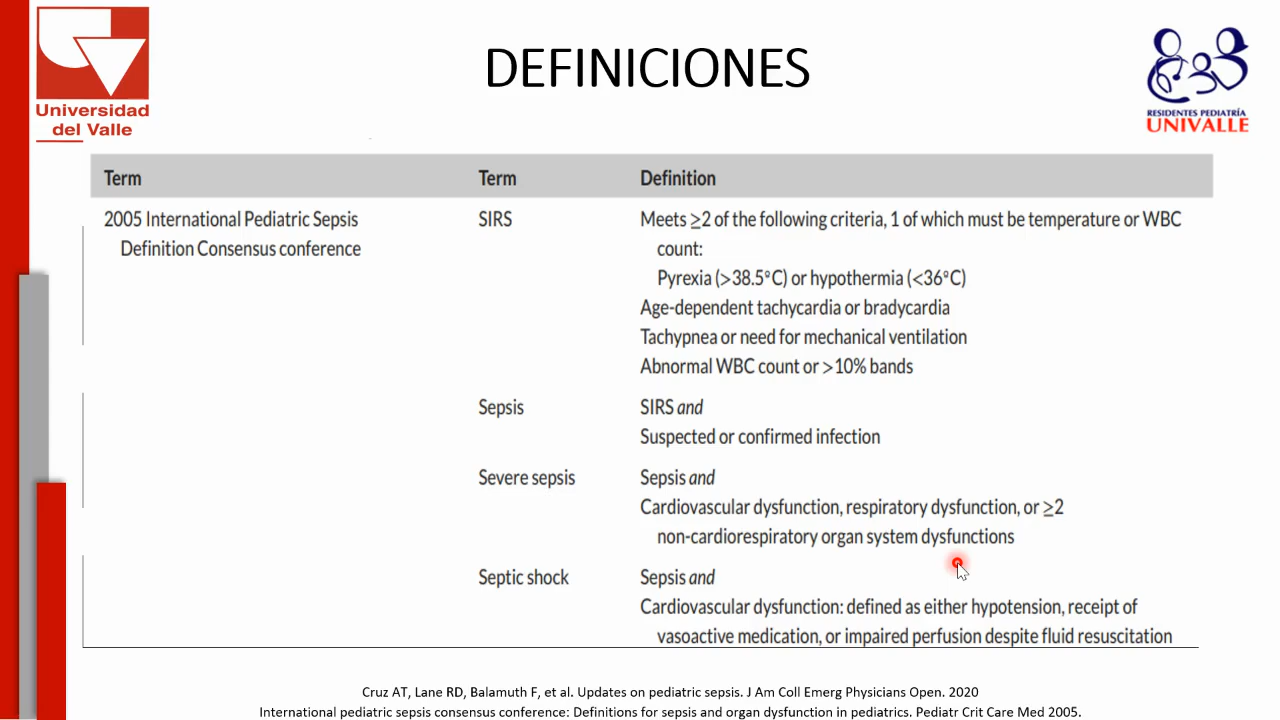 DEFINICIONES
Universidad
del Valle
RESIDENTES PEDIATRÍA
UNIVALLE
Term Term Definition
2005 International Pediatric Sepsis SIRS Meets ≥2 of the following criteria, 1 of which must be temperature or WBC
Definition Consensus conference count:
Pyrexia (>38.5°C) or hypothermia (<36°C)
Age-dependent tachycardia or bradycardia
Tachypnea or need for mechanical ventilation
Abnormal WBC count or >10% bands
Sepsis SIRS and
Suspected or confirmed infection
Severe sepsis Sepsis and
Cardiovascular dysfunction, respiratory dysfunction, or ≥2
non-cardiorespiratory organ system dysfunctions
Septic shock Sepsis and
Cardiovascular dysfunction: defined as either hypotension, receipt of
vasoactive medication, or impaired perfusion despite fluid resuscitation
Cruz AT, Lane RD, Balamuth F, et al. Updates on pediatric sepsis. J Am Coll Emerg Physicians Open. 2020
International pediatric sepsis consensus conference: Definitions for sepsis and organ dysfunction in pediatrics. Pediatr Crit Care Med 2005.